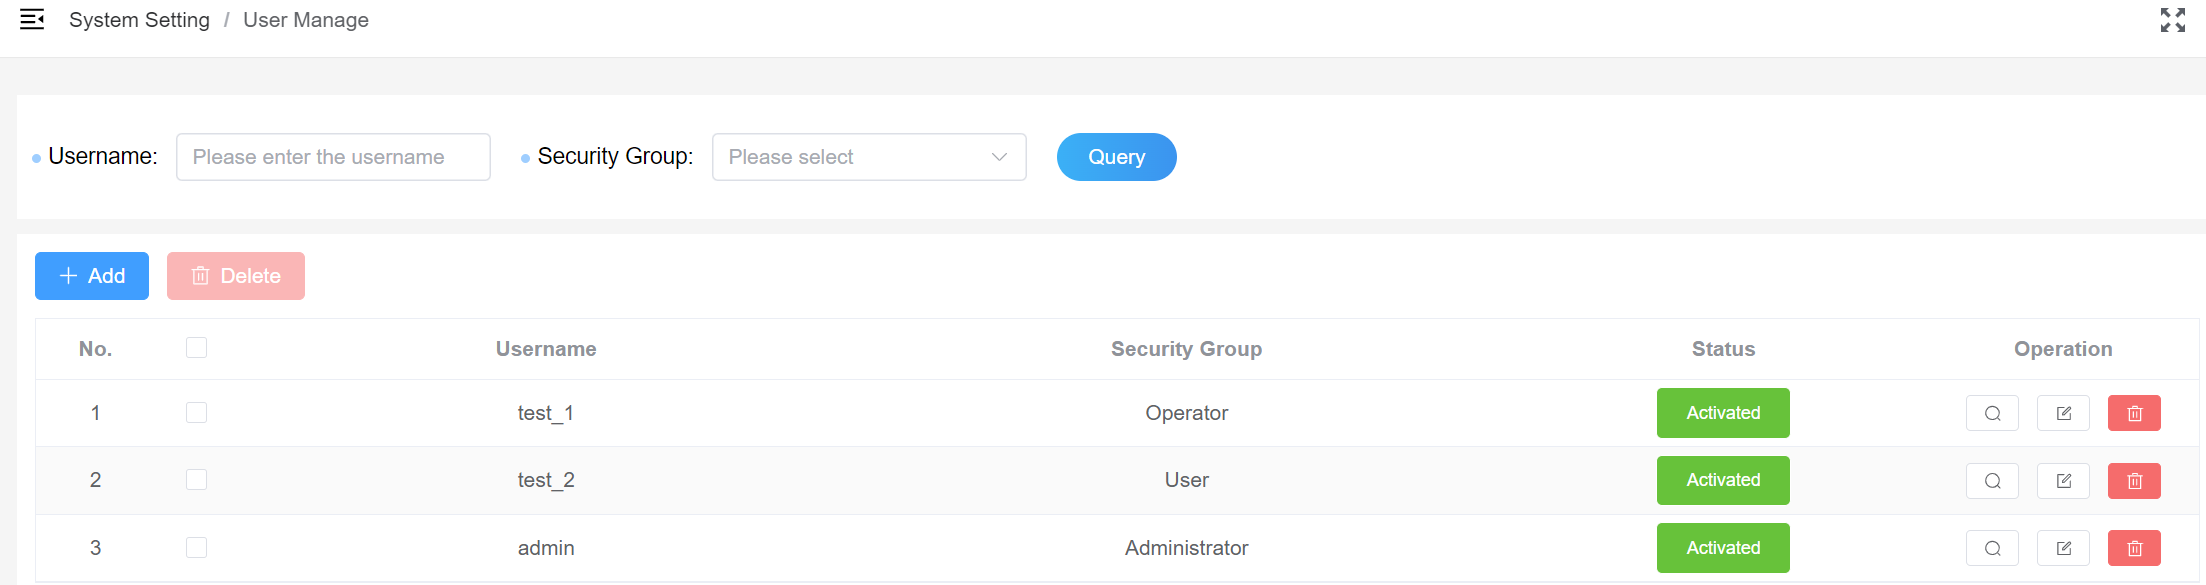 System Setting / User Manage
Username: Please enter the username Security Group: Please select Query
Add Delete
No. Username Security Group Status Operation
1 test_1 Operator Activated
2 test_2 User Activated
3 admin Administrator Activated